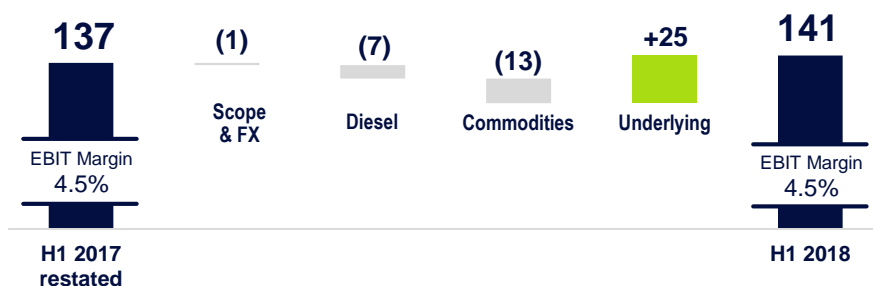 137
(1)
(7)
(13)
+25
141
Scope
& FX
Diesel
Commodities
Underlying
EBIT Margin
4.5%
EBIT Margin
4.5%
H1 2017
restated
H1 2018